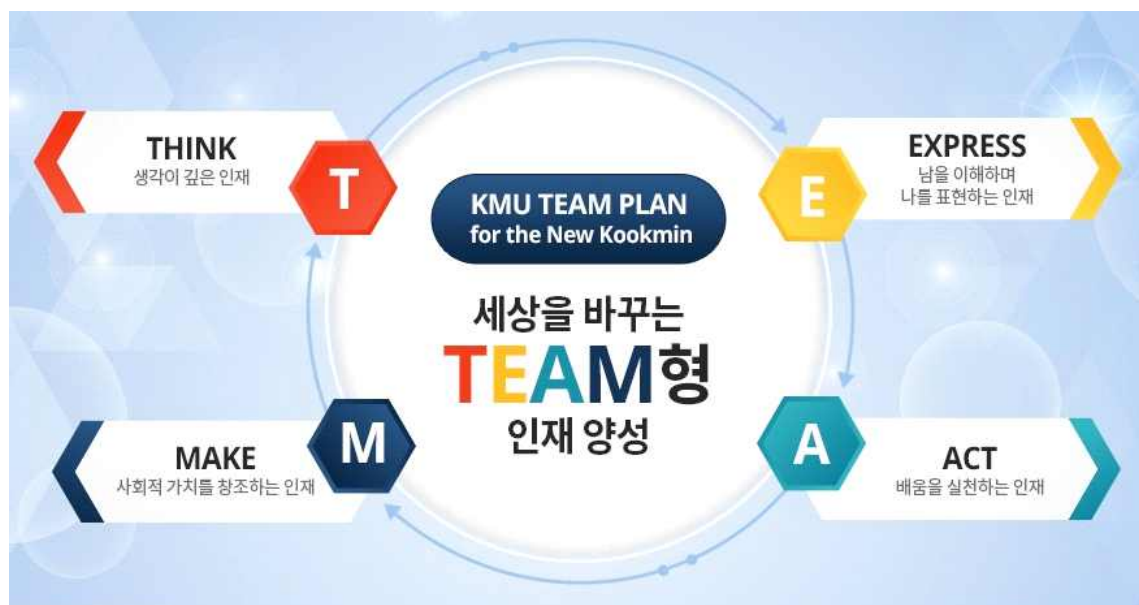 THINK
생각이 깊은 인재
T
KMU TEAM PLAN
for the New Kookmin
세상을 바꾸는
TEAM형
인재 양성
E
EXPRESS
남을 이해하며
나를 표현하는 인재
A
ACT
배움을 실천하는 인재
M
MAKE
사회적 가치를 창조하는 인재